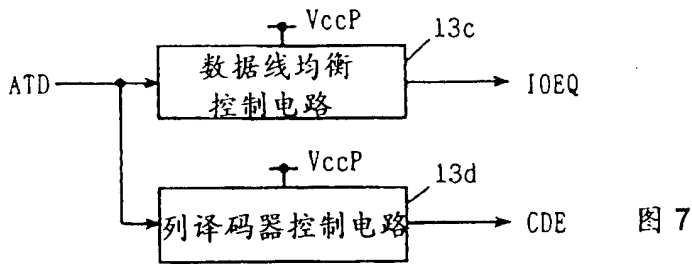 VccP
13c
数据线均衡
控制电路
ATD
IOEQ
VccP
13d
列译码器控制电路
CDE
图 7